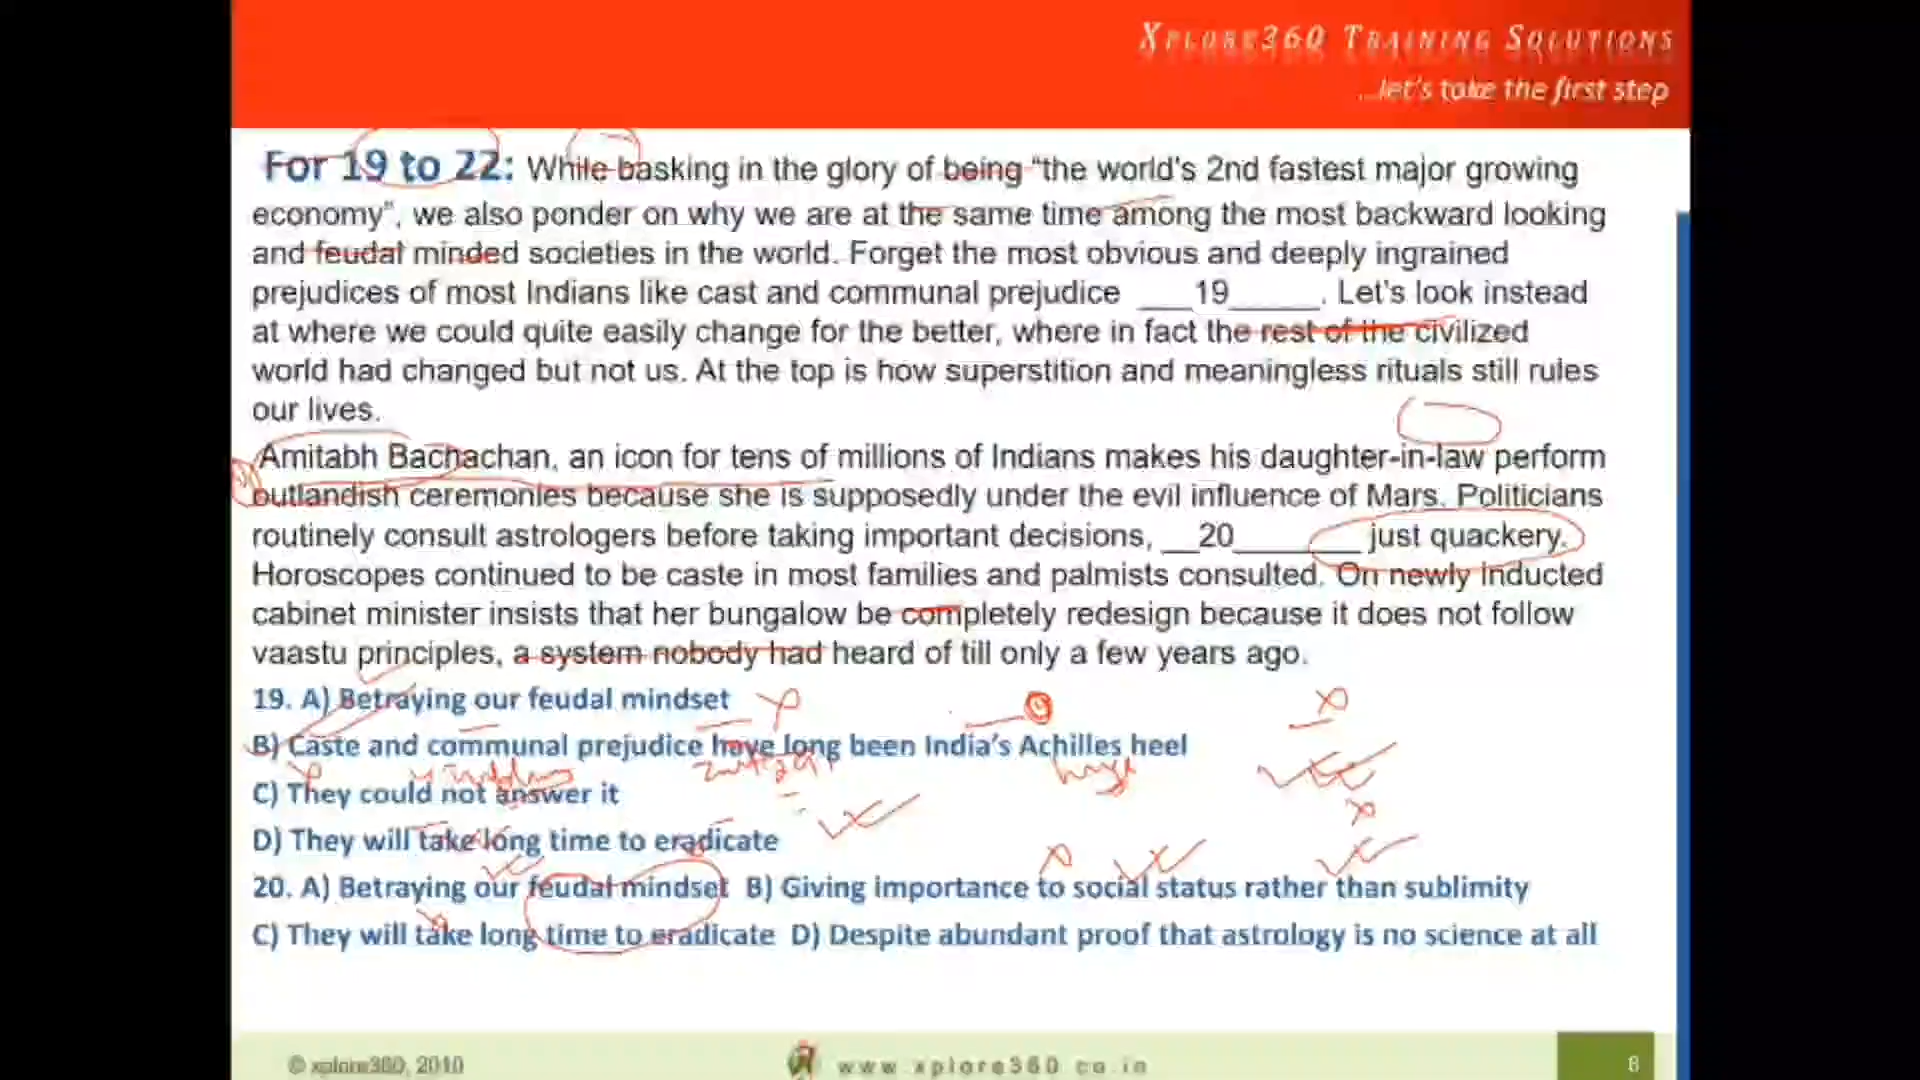 XPLORE360 TRAINING SOLUTIONS
...let's take the first step
For 19 to 22: While basking in the glory of being "the world's 2nd fastest major growing
economy", we also ponder on why we are at the same time among the most backward looking
and feudal minded societies in the world. Forget the most obvious and deeply ingrained
prejudices of most Indians like cast and communal prejudice ___19_____. Let's look instead
at where we could quite easily change for the better, where in fact the rest of the civilized
world had changed but not us. At the top is how superstition and meaningless rituals still rules
our lives.
Amitabh Bachachan, an icon for tens of millions of Indians makes his daughter-in-law perform
outlandish ceremonies because she is supposedly under the evil influence of Mars. Politicians
routinely consult astrologers before taking important decisions, __20_______ just quackery.
Horoscopes continued to be caste in most families and palmists consulted. On newly inducted
cabinet minister insists that her bungalow be completely redesign because it does not follow
vaastu principles, a system nobody had heard of till only a few years ago.
19. A) Betraying our feudal mindset
B) Caste and communal prejudice have long been India's Achilles heel
C) They could not answer it
D) They will take long time to eradicate
20. A) Betraying our feudal mindset B) Giving importance to social status rather than sublimity
C) They will take long time to eradicate D) Despite abundant proof that astrology is no science at all
© xplore360, 2010
www.xplore360.co.in
8